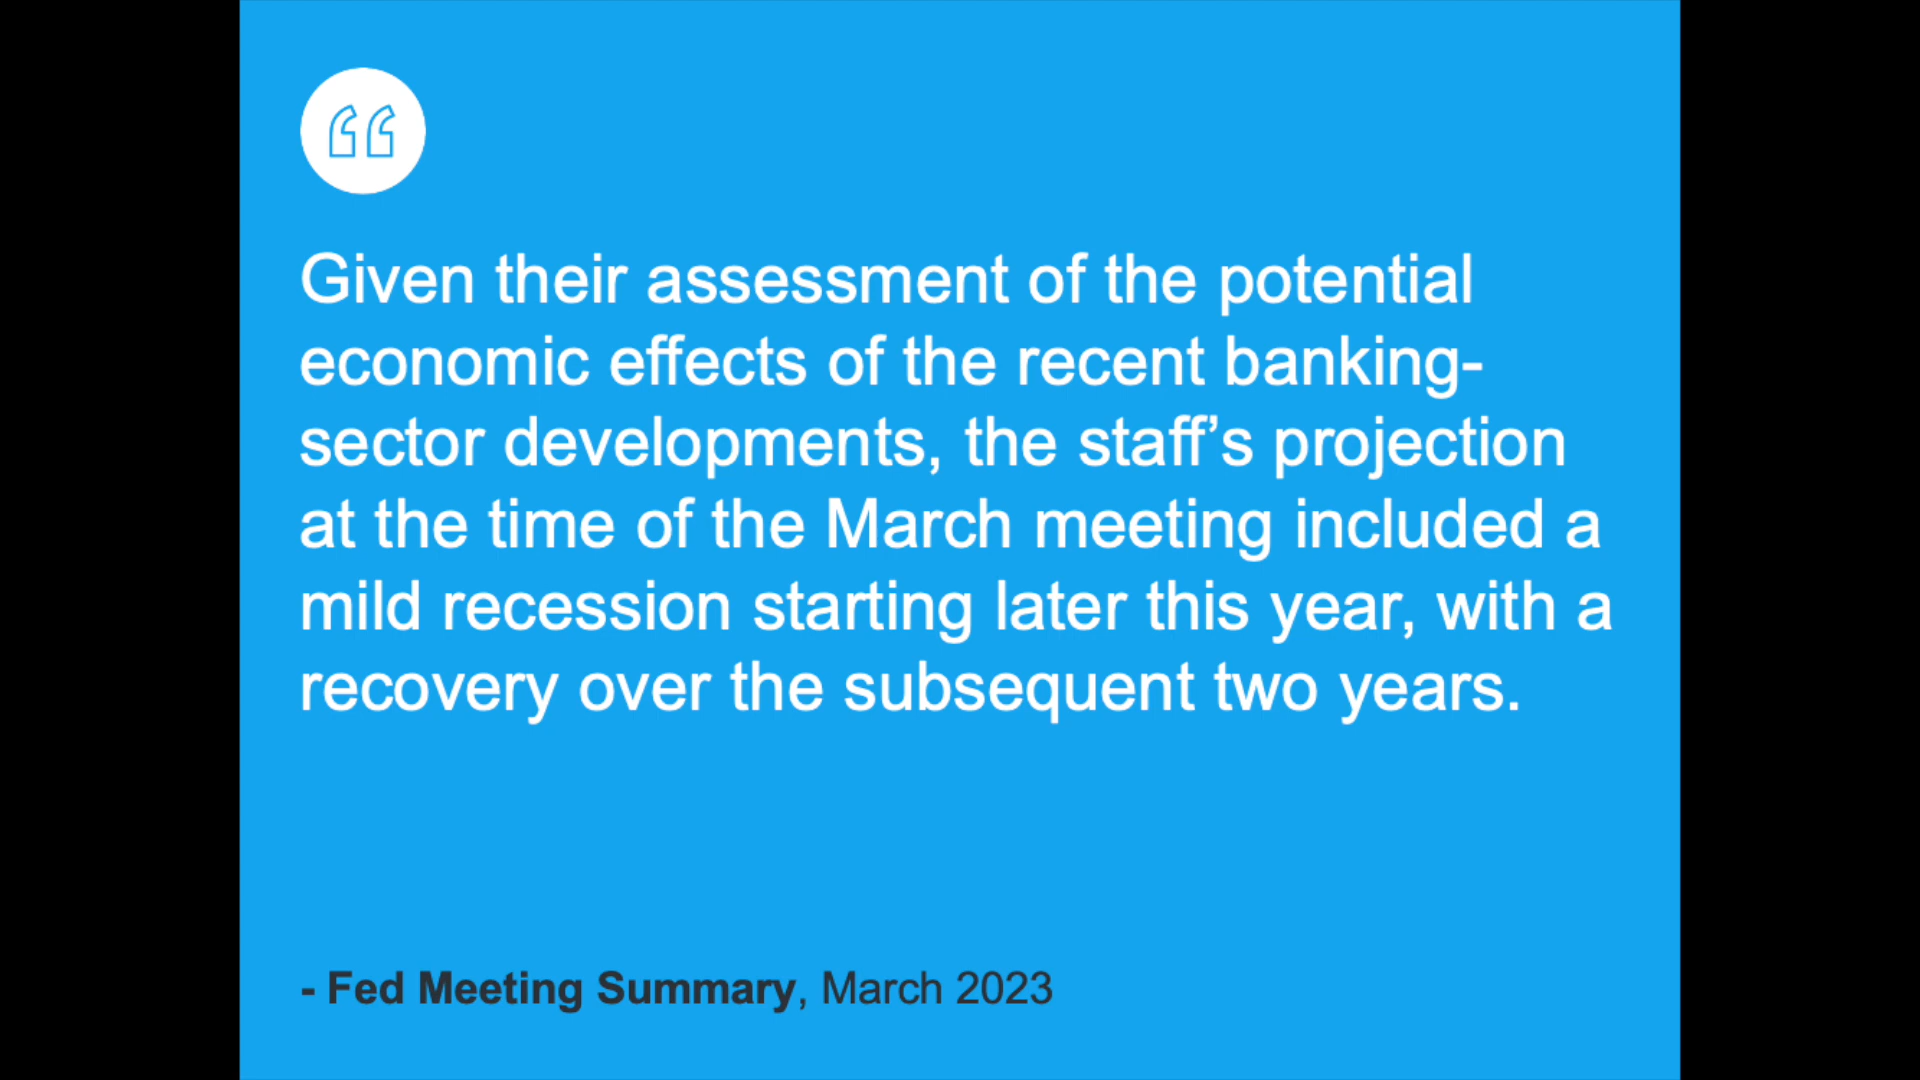 “
Given their assessment of the potential
economic effects of the recent banking-
sector developments, the staff’s projection
at the time of the March meeting included a
mild recession starting later this year, with a
recovery over the subsequent two years.
- Fed Meeting Summary, March 2023